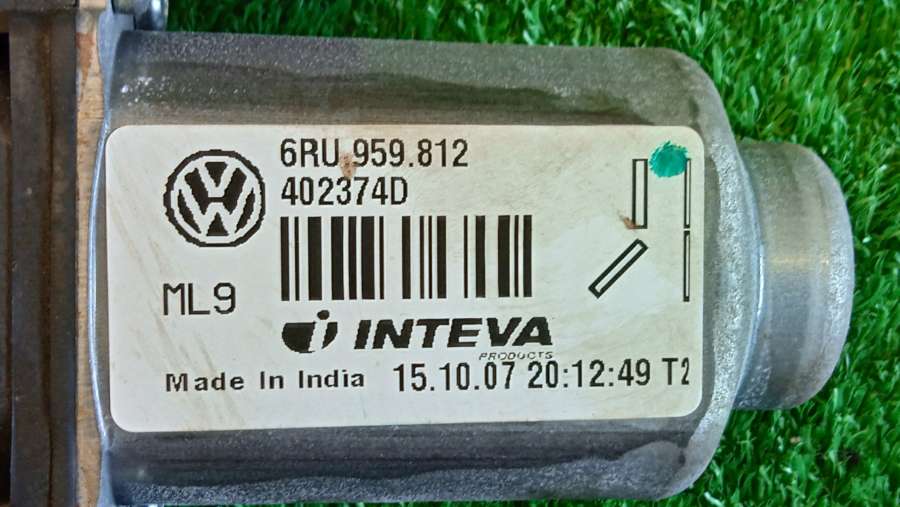 6RU 959.812
402374D
ML9
INTEVA
PRODUCTS
Made In India 15.10.07 20:12:49 T2